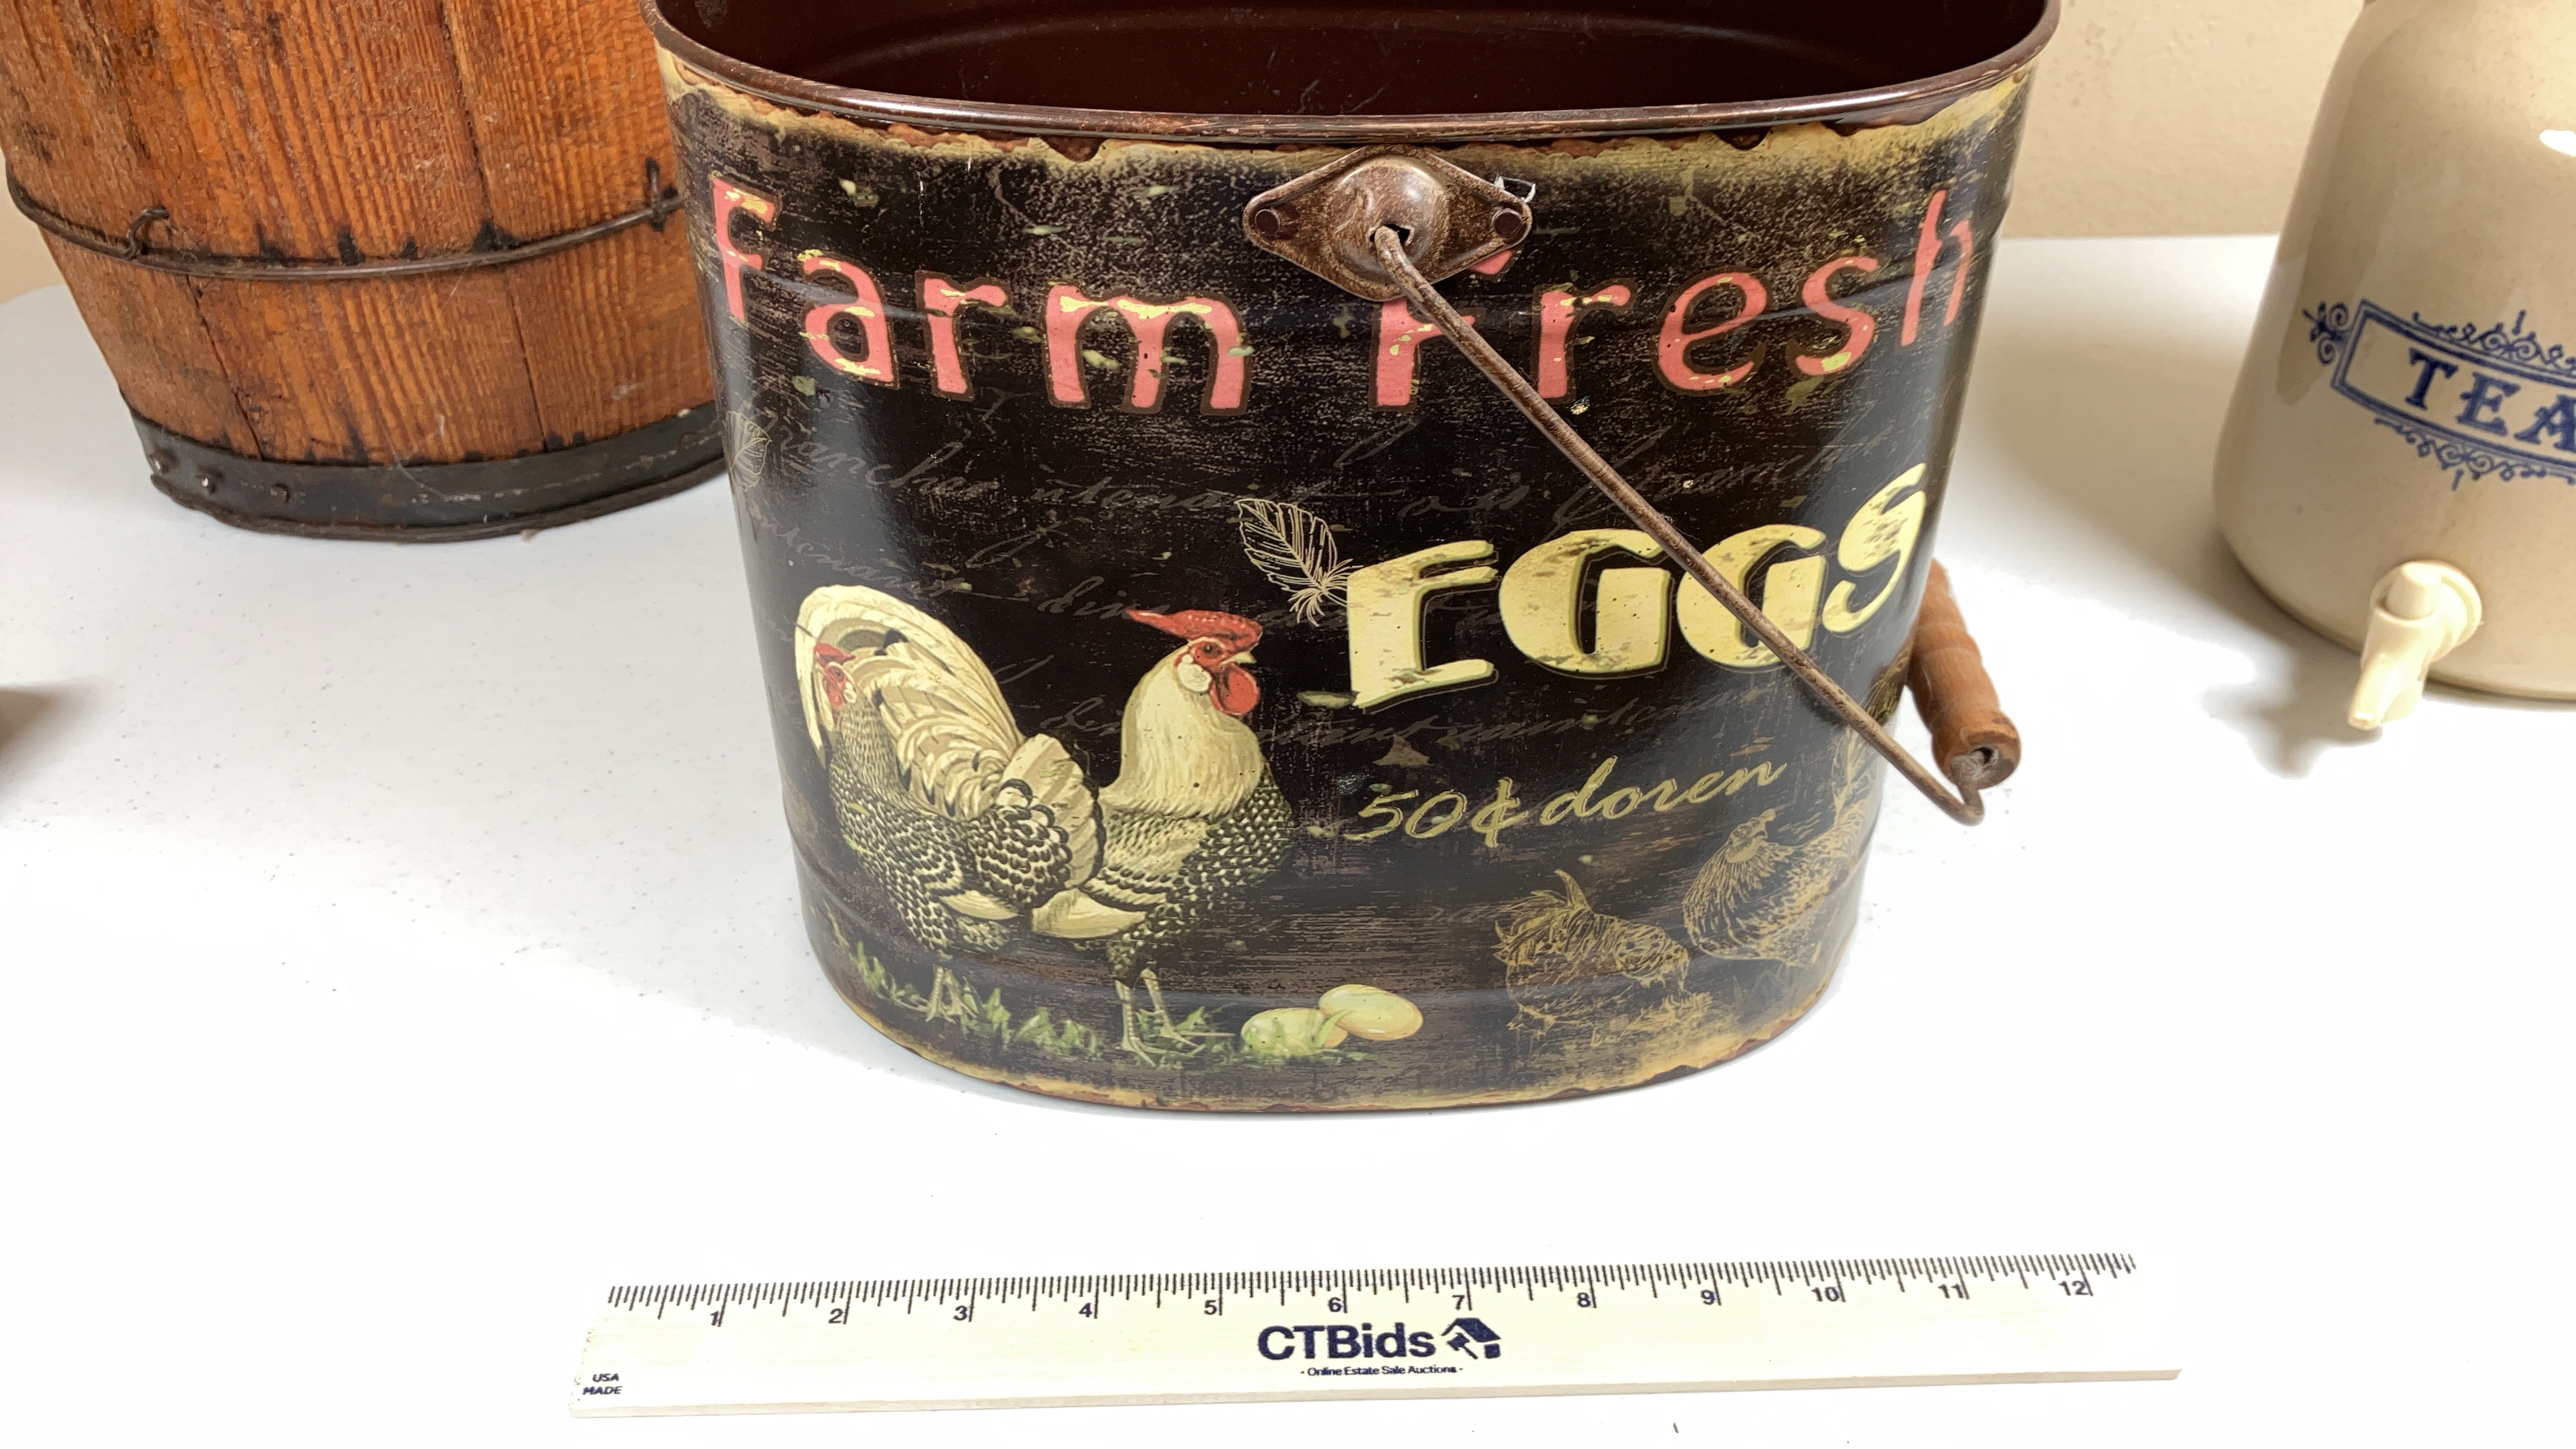 Farm Fresh
EGGS
50¢ doren
TEA
1 2 3 4 5 6 7 8 9 10 11 12
CTBids
- Online Estate Sale Auctions -
USA
MADE